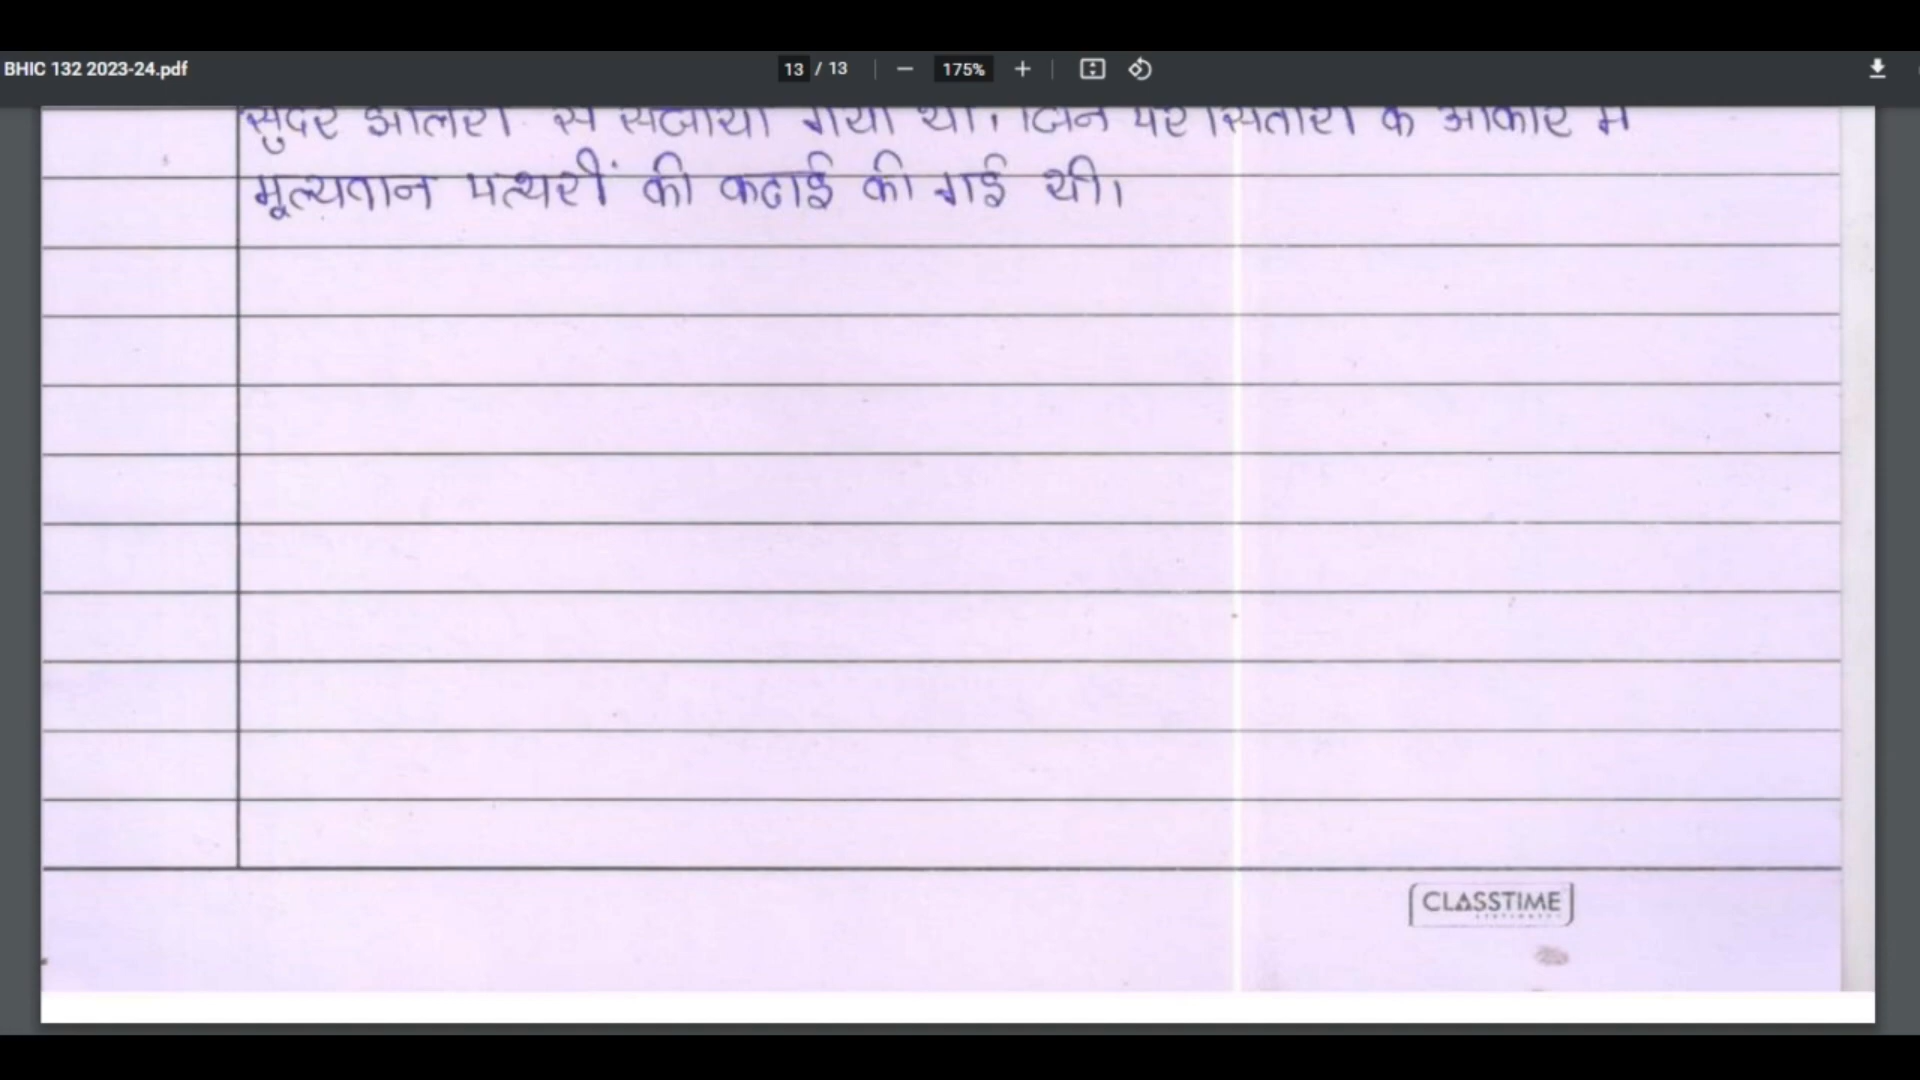 BHIC 132 2023-24.pdf
13 / 13
175%
सुंदर झालरों से सजाया गया था। जिन पर सितारों के आकार में
मूल्यवान पत्थरों की कढाई की गई थी।
CLASSTIME